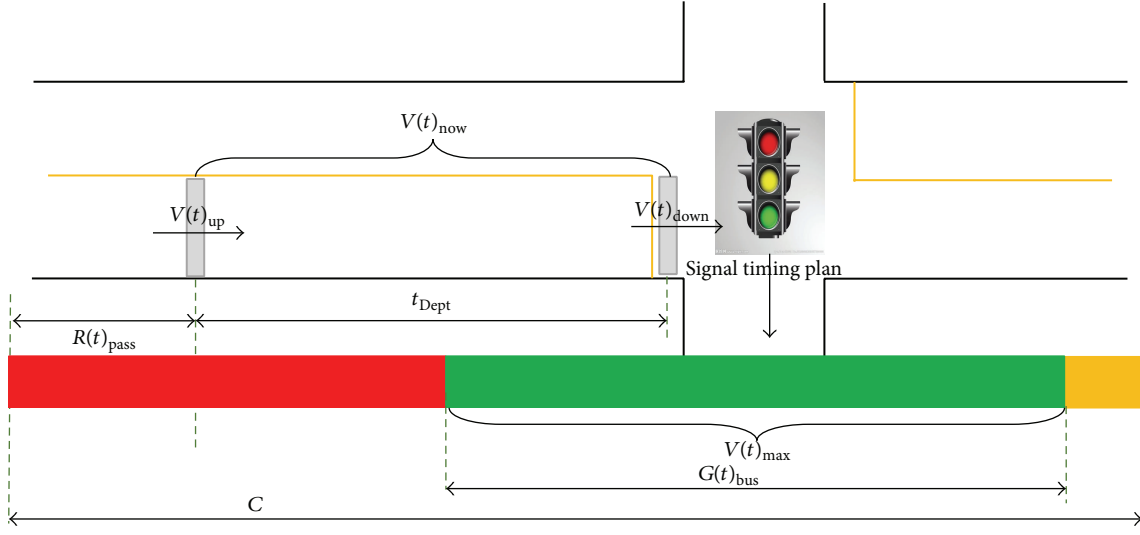 V(t)now
V(t)up
V(t)down
Signal timing plan
tDept
R(t)pass
V(t)max
G(t)bus
C